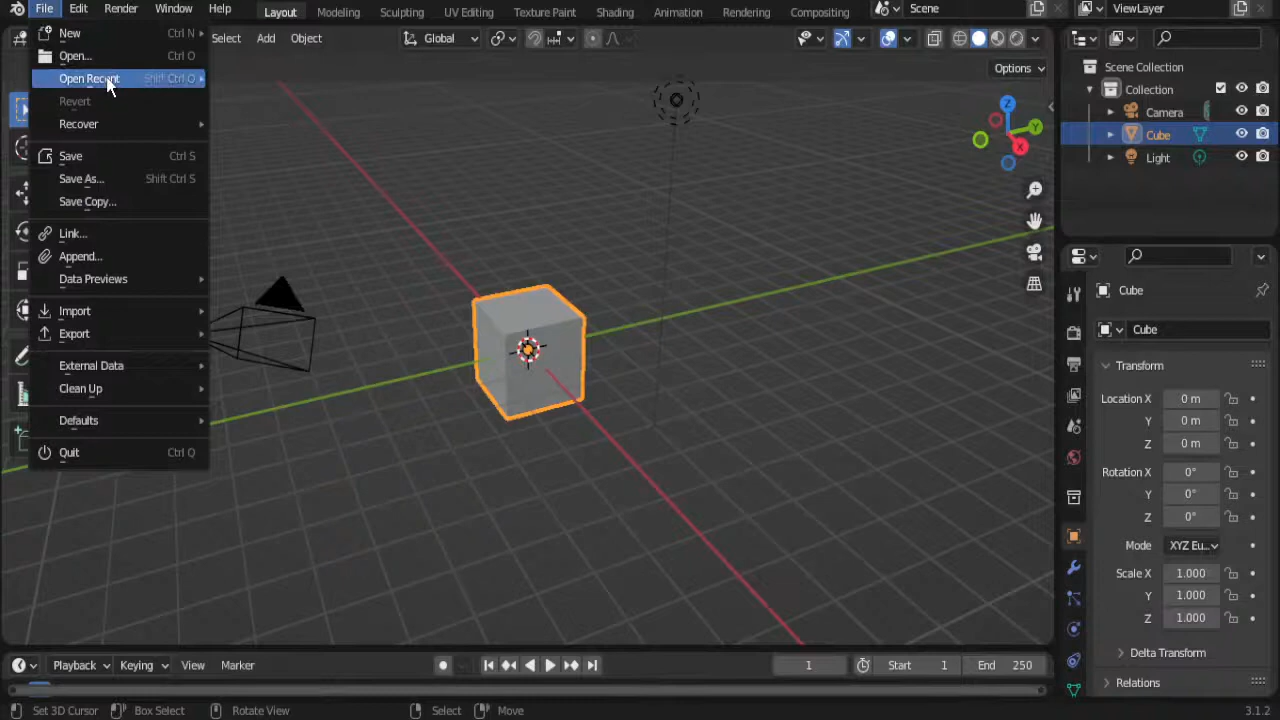 File Edit Render Window Help Layout Modeling Sculpting UV Editing Texture Paint Shading Animation Rendering Compositing Scene ViewLayer
Select Add Object Global
Options
New Ctrl N
Open... Ctrl O
Open Recent Shift Ctrl O
Revert
Recover
Save Ctrl S
Save As... Shift Ctrl S
Save Copy...
Link...
Append...
Data Previews
Import
Export
External Data
Clean Up
Defaults
Quit Ctrl Q
Z
Y
X
Scene Collection
Collection
Camera
Cube
Light
Cube
Cube
Transform
Location X 0 m
Y 0 m
Z 0 m
Rotation X 0°
Y 0°
Z 0°
Mode XYZ Eu...
Scale X 1.000
Y 1.000
Z 1.000
Delta Transform
Relations
Playback Keying View Marker 1 Start 1 End 250
Set 3D Cursor Box Select Rotate View Select Move 3.1.2